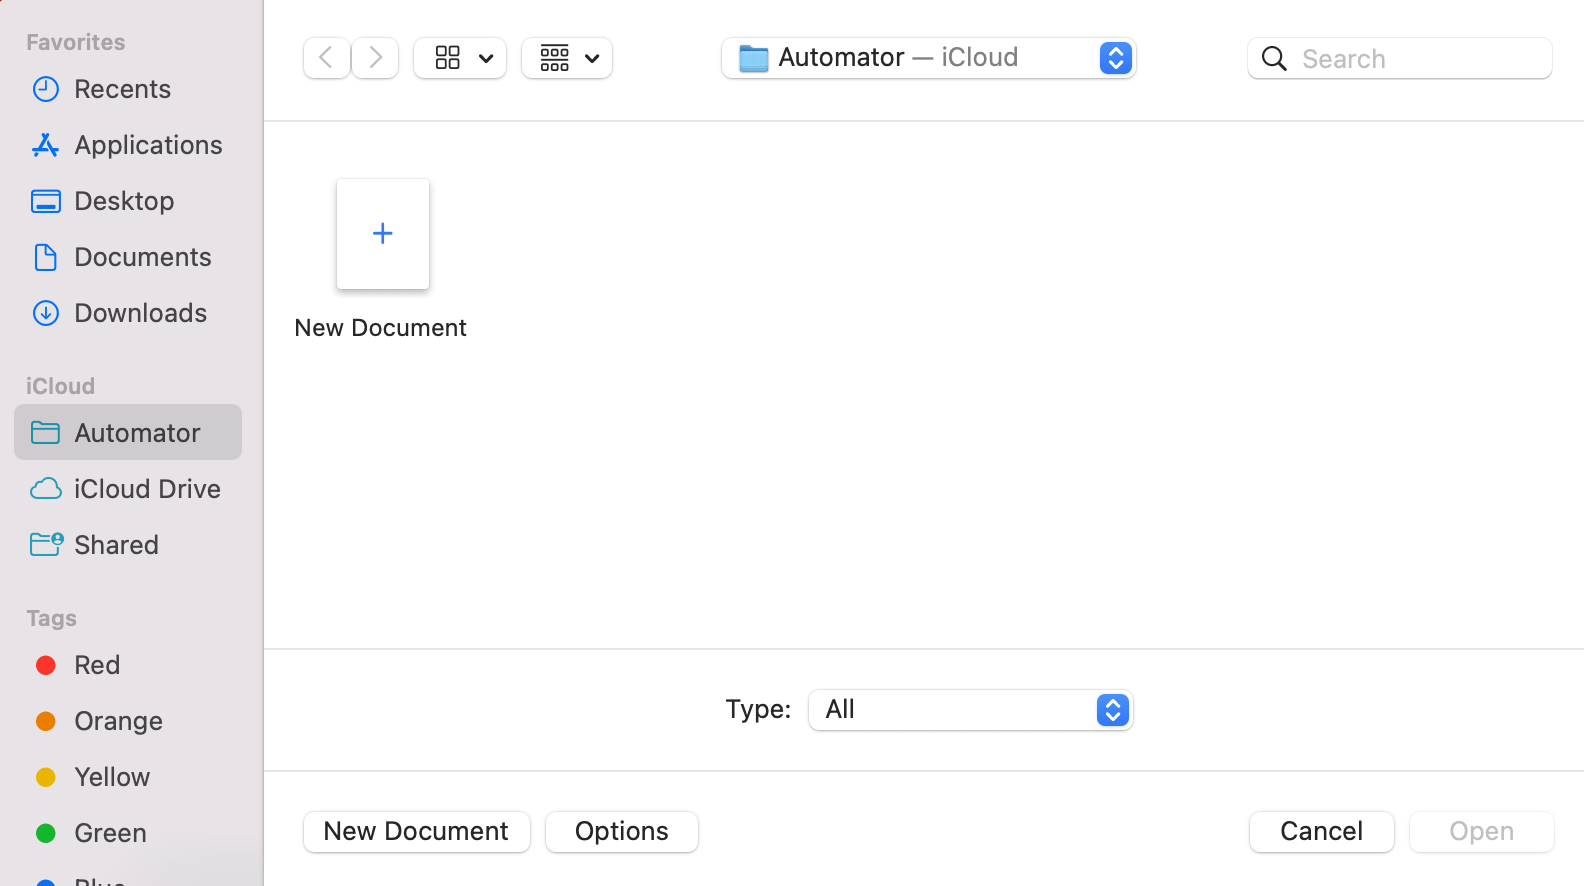 Favorites
Recents
Applications
Desktop
Documents
Downloads
iCloud
Automator
iCloud Drive
Shared
Tags
Red
Orange
Yellow
Green
Blue
Automator — iCloud
Search
New Document
Type: All
New Document
Options
Cancel
Open